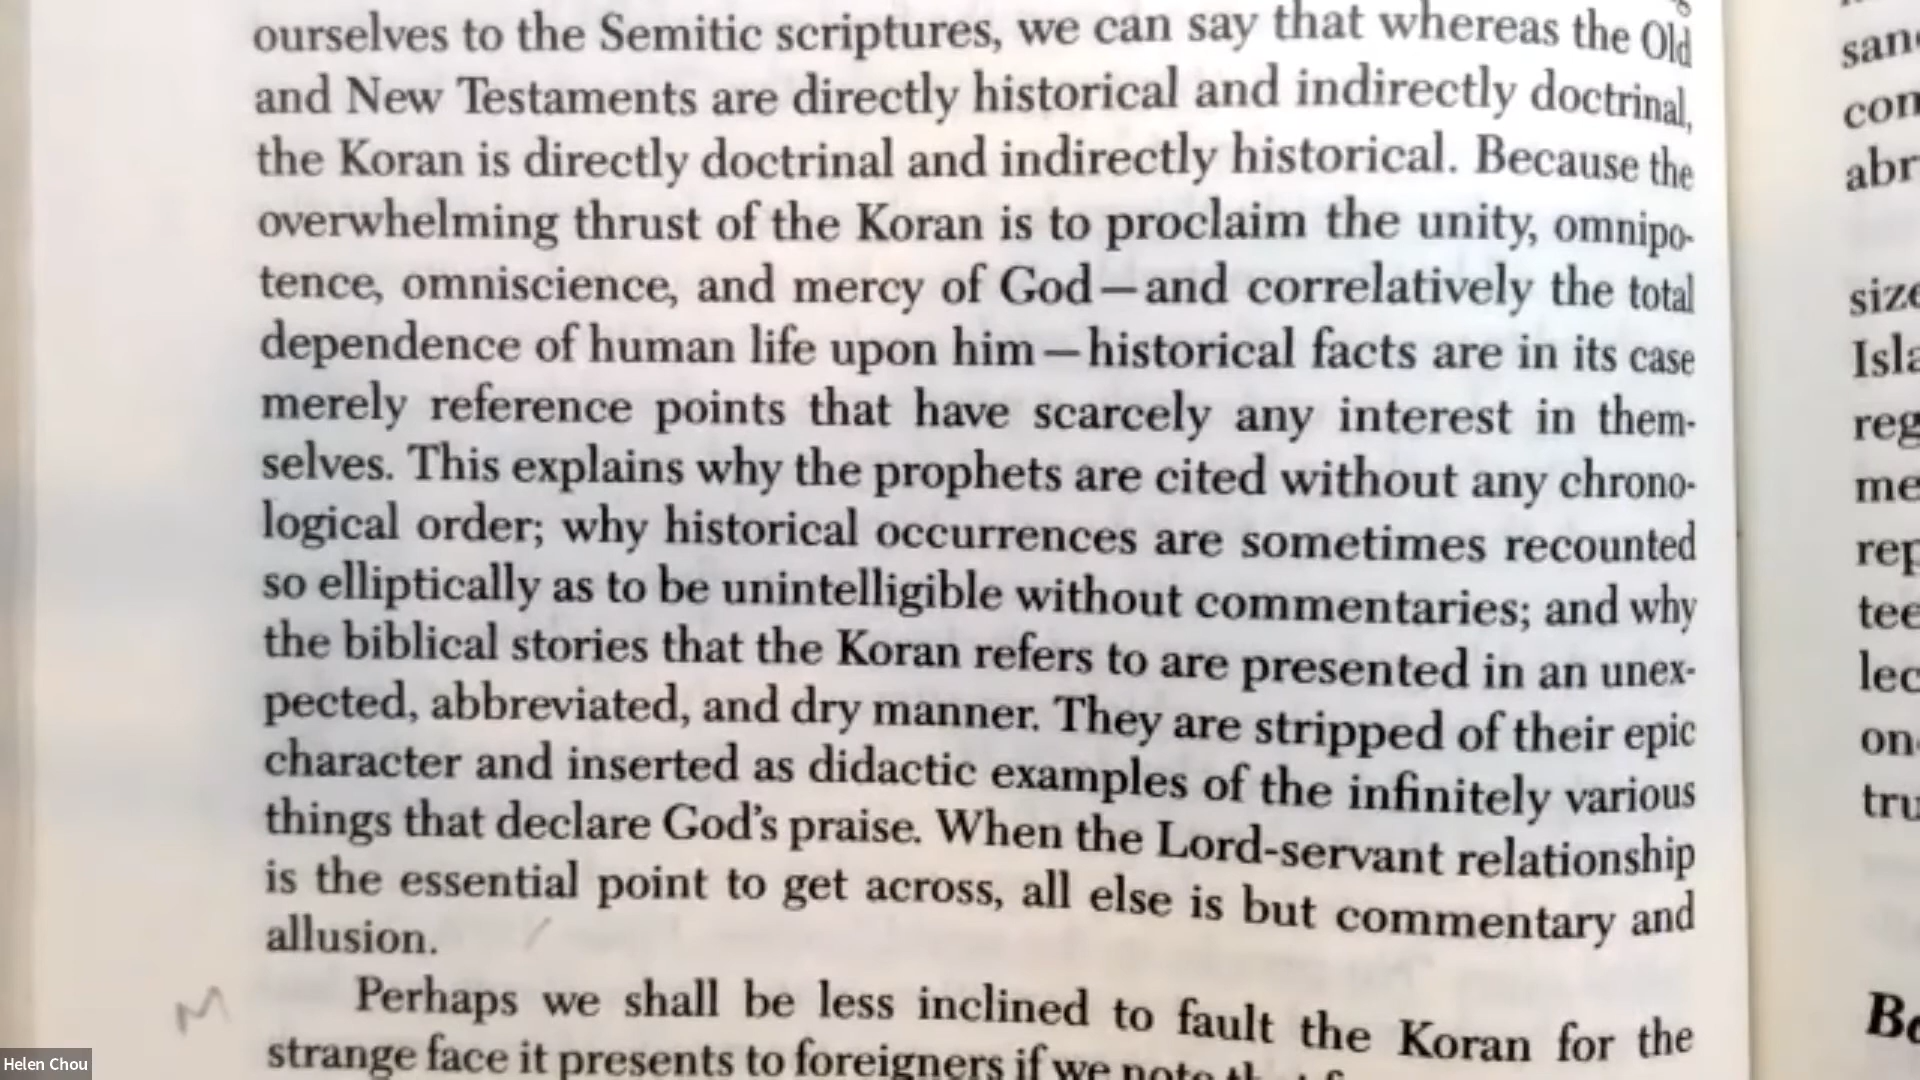 ourselves to the Semitic scriptures, we can say that whereas the Old
and New Testaments are directly historical and indirectly doctrinal,
the Koran is directly doctrinal and indirectly historical. Because the
overwhelming thrust of the Koran is to proclaim the unity, omnipo-
tence, omniscience, and mercy of God—and correlatively the total
dependence of human life upon him—historical facts are in its case
merely reference points that have scarcely any interest in them-
selves. This explains why the prophets are cited without any chrono-
logical order; why historical occurrences are sometimes recounted
so elliptically as to be unintelligible without commentaries; and why
the biblical stories that the Koran refers to are presented in an unex-
pected, abbreviated, and dry manner. They are stripped of their epic
character and inserted as didactic examples of the infinitely various
things that declare God's praise. When the Lord-servant relationship
is the essential point to get across, all else is but commentary and
allusion.
Perhaps we shall be less inclined to fault the Koran for the
strange face it presents to foreigners if we note
M
Helen Chou